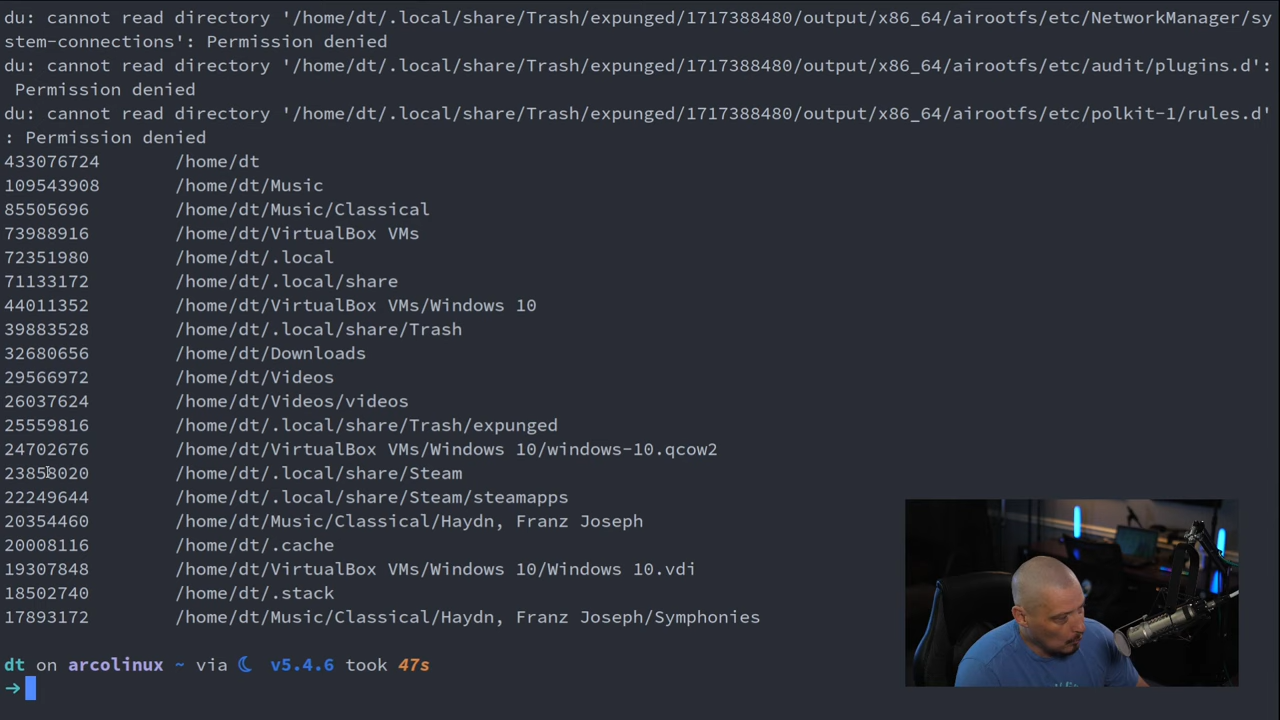 du: cannot read directory '/home/dt/.local/share/Trash/expunged/1717388480/output/x86_64/airootfs/etc/NetworkManager/sy
stem-connections': Permission denied
du: cannot read directory '/home/dt/.local/share/Trash/expunged/1717388480/output/x86_64/airootfs/etc/audit/plugins.d':
 Permission denied
du: cannot read directory '/home/dt/.local/share/Trash/expunged/1717388480/output/x86_64/airootfs/etc/polkit-1/rules.d'
: Permission denied
433076724 /home/dt
109543908 /home/dt/Music
85505696 /home/dt/Music/Classical
73988916 /home/dt/VirtualBox VMs
72351980 /home/dt/.local
71133172 /home/dt/.local/share
44011352 /home/dt/VirtualBox VMs/Windows 10
39883528 /home/dt/.local/share/Trash
32680656 /home/dt/Downloads
29566972 /home/dt/Videos
26037624 /home/dt/Videos/videos
25559816 /home/dt/.local/share/Trash/expunged
24702676 /home/dt/VirtualBox VMs/Windows 10/windows-10.qcow2
23858020 /home/dt/.local/share/Steam
22249644 /home/dt/.local/share/Steam/steamapps
20354460 /home/dt/Music/Classical/Haydn, Franz Joseph
20008116 /home/dt/.cache
19307848 /home/dt/VirtualBox VMs/Windows 10/Windows 10.vdi
18502740 /home/dt/.stack
17893172 /home/dt/Music/Classical/Haydn, Franz Joseph/Symphonies
dt on arcolinux ~ via ☾ v5.4.6 took 47s
→